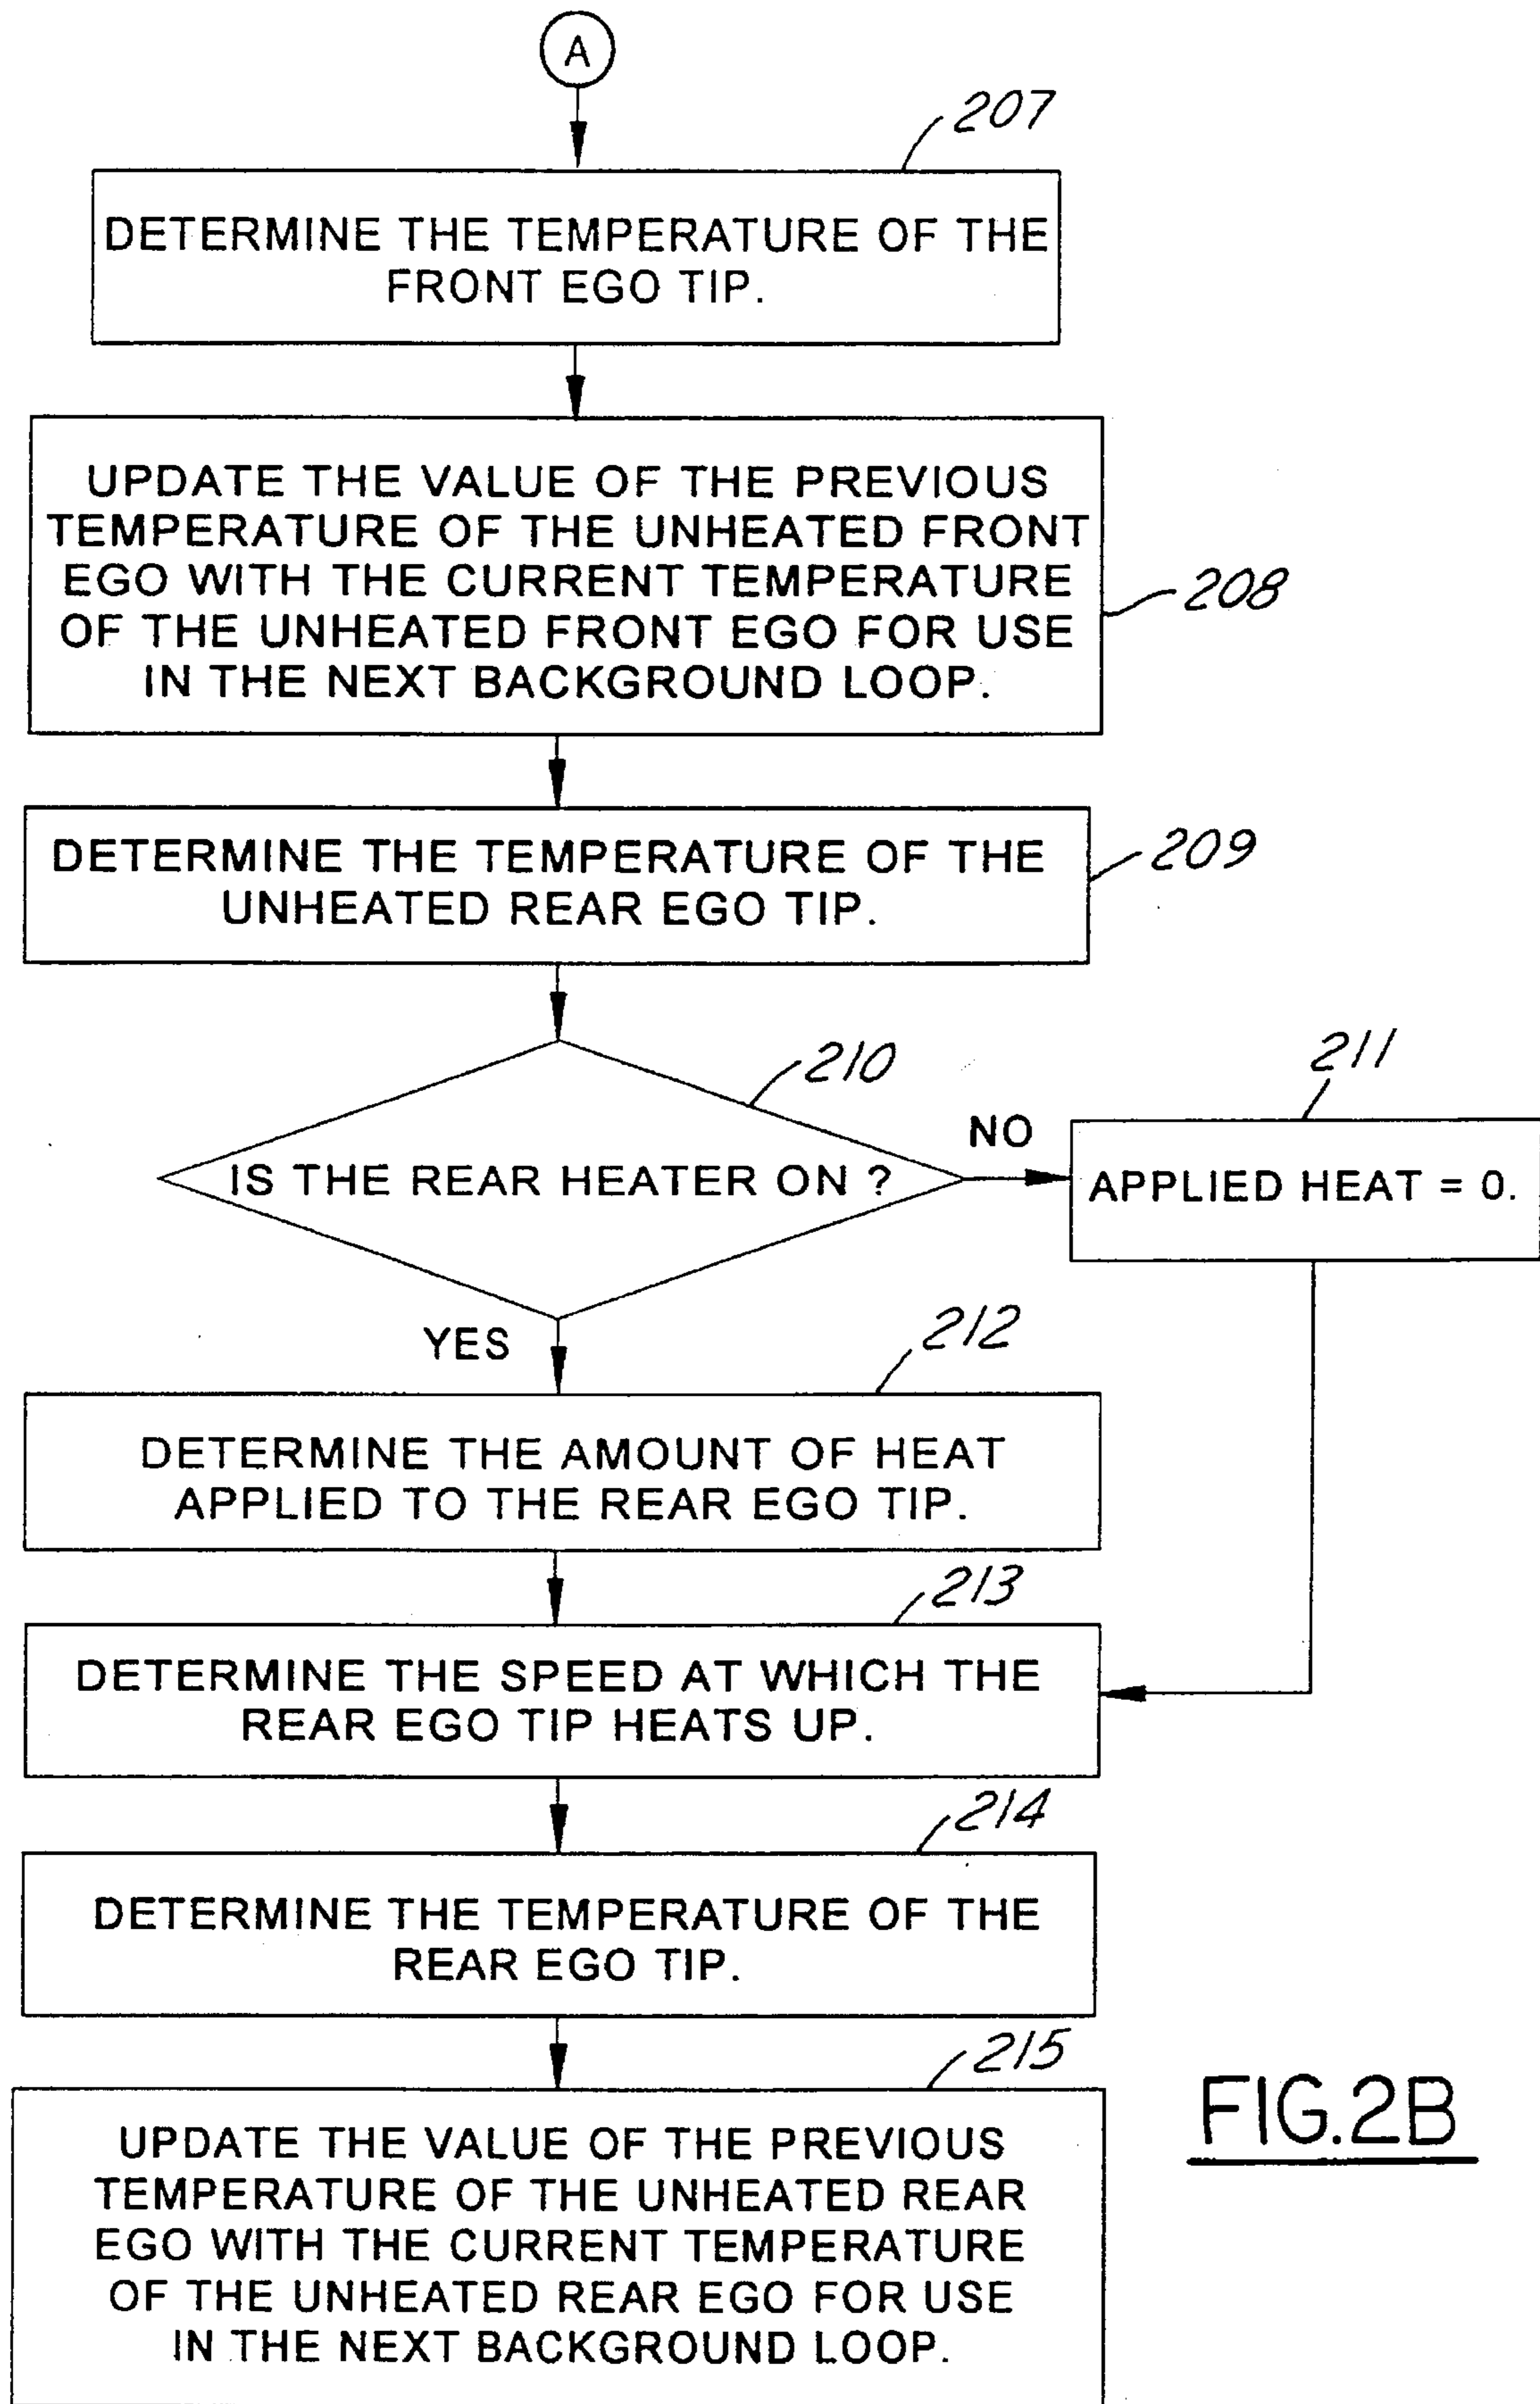 A
207
DETERMINE THE TEMPERATURE OF THE
FRONT EGO TIP.
UPDATE THE VALUE OF THE PREVIOUS
TEMPERATURE OF THE UNHEATED FRONT
EGO WITH THE CURRENT TEMPERATURE
OF THE UNHEATED FRONT EGO FOR USE
IN THE NEXT BACKGROUND LOOP.
208
DETERMINE THE TEMPERATURE OF THE
UNHEATED REAR EGO TIP.
209
210
IS THE REAR HEATER ON ?
NO
211
APPLIED HEAT = 0.
YES
212
DETERMINE THE AMOUNT OF HEAT
APPLIED TO THE REAR EGO TIP.
213
DETERMINE THE SPEED AT WHICH THE
REAR EGO TIP HEATS UP.
214
DETERMINE THE TEMPERATURE OF THE
REAR EGO TIP.
215
UPDATE THE VALUE OF THE PREVIOUS
TEMPERATURE OF THE UNHEATED REAR
EGO WITH THE CURRENT TEMPERATURE
OF THE UNHEATED REAR EGO FOR USE
IN THE NEXT BACKGROUND LOOP.
FIG.2B